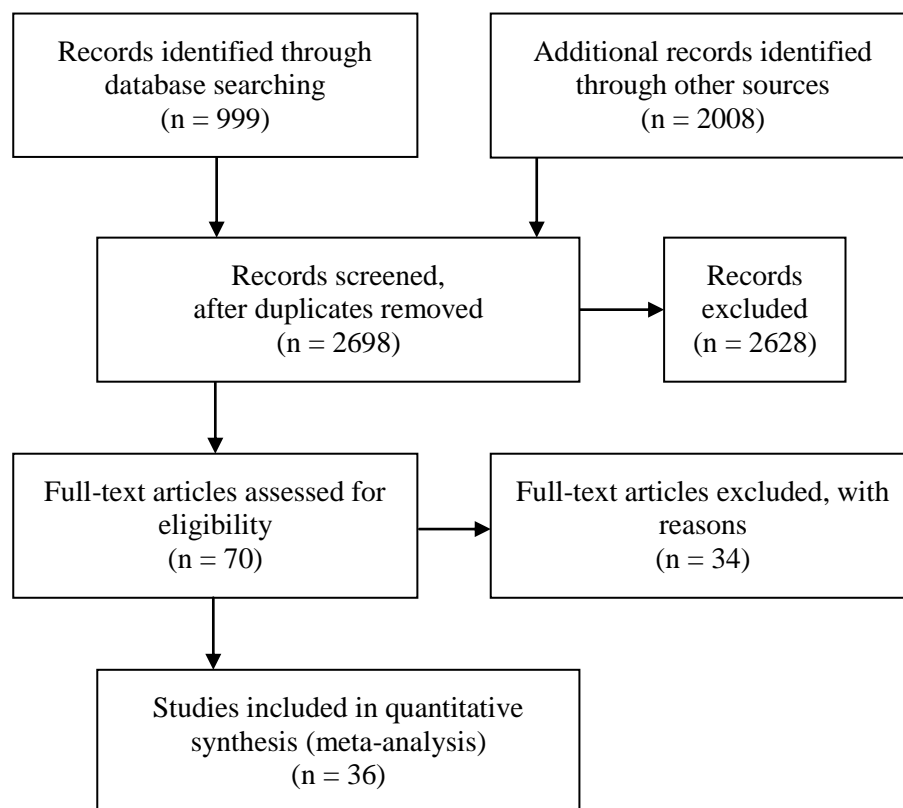 Records identified through
database searching
(n = 999)
Additional records identified
through other sources
(n = 2008)
Records screened,
after duplicates removed
(n = 2698)
Records
excluded
(n = 2628)
Full-text articles assessed for
eligibility
(n = 70)
Full-text articles excluded, with
reasons
(n = 34)
Studies included in quantitative
synthesis (meta-analysis)
(n = 36)